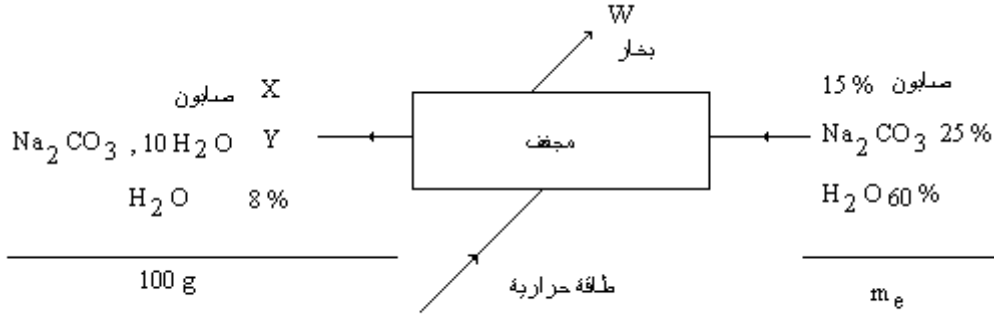 W
بخار
صابون X
Na2CO3 , 10 H2O Y
H2O 8 %
100 g
مجفف
طاقة حرارية
15 % صابون
Na2CO3 25 %
H2O 60 %
me